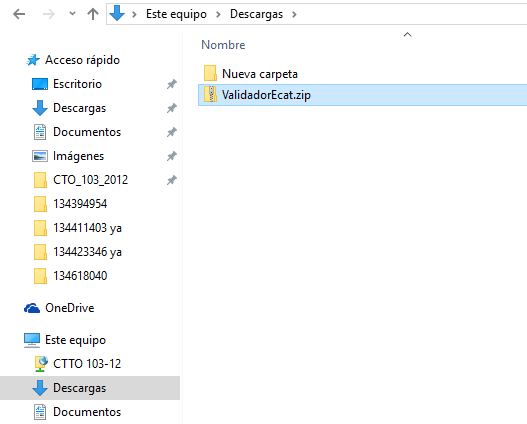 Este equipo > Descargas >
Nombre
Acceso rápido
Escritorio
Descargas
Documentos
Imágenes
CTO_103_2012
134394954
134411403 ya
134423346 ya
134618040
OneDrive
Este equipo
CTTO 103-12
Descargas
Documentos
Nueva carpeta
ValidadorEcat.zip